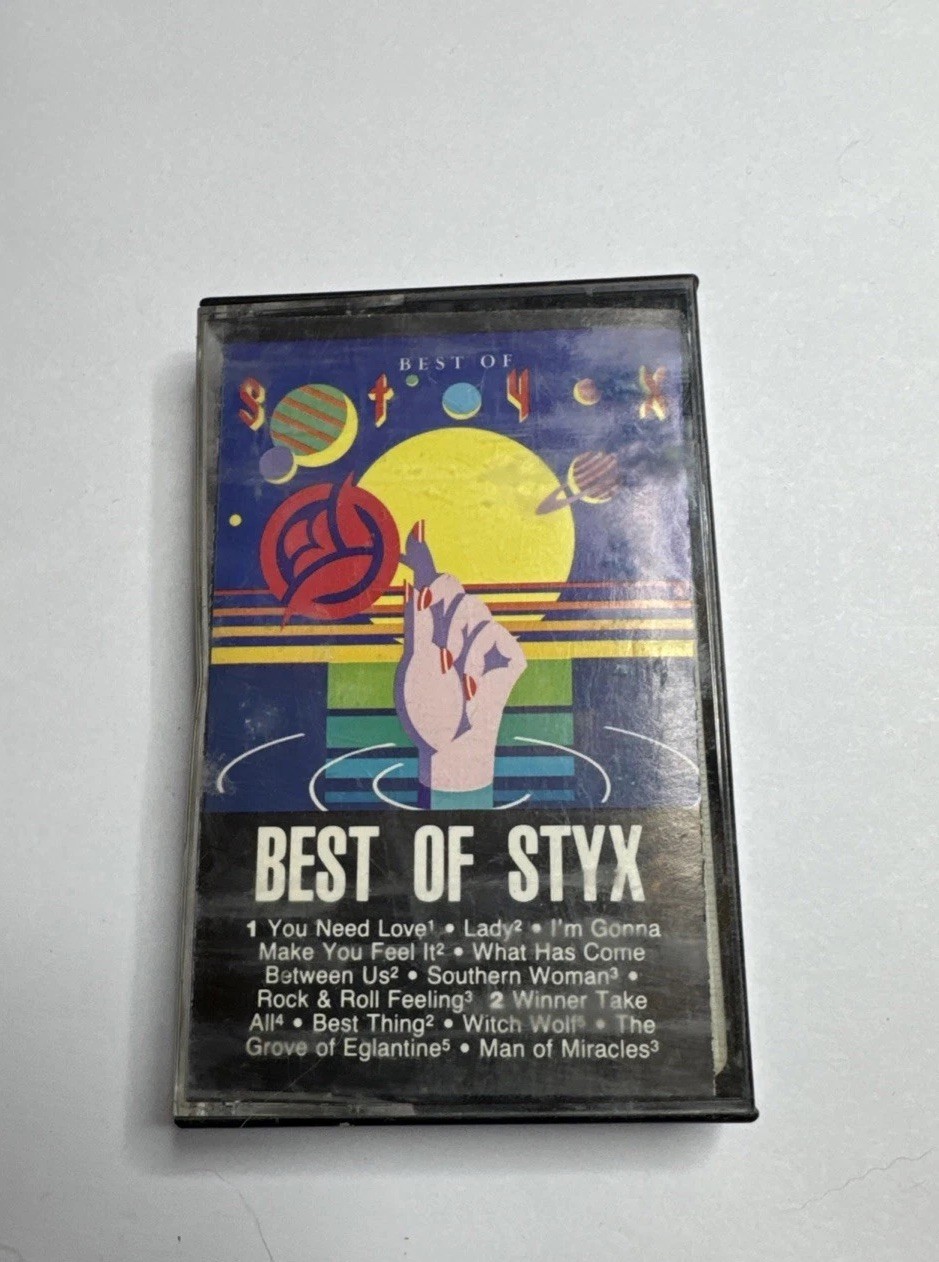 BEST OF
Styx
BEST OF STYX
1 You Need Love¹ • Lady² • I'm Gonna
Make You Feel It² • What Has Come
Between Us² • Southern Woman³ •
Rock & Roll Feeling³ 2 Winner Take
All⁴ • Best Thing² • Witch Wolf⁵ • The
Grove of Eglantine⁵ • Man of Miracles³